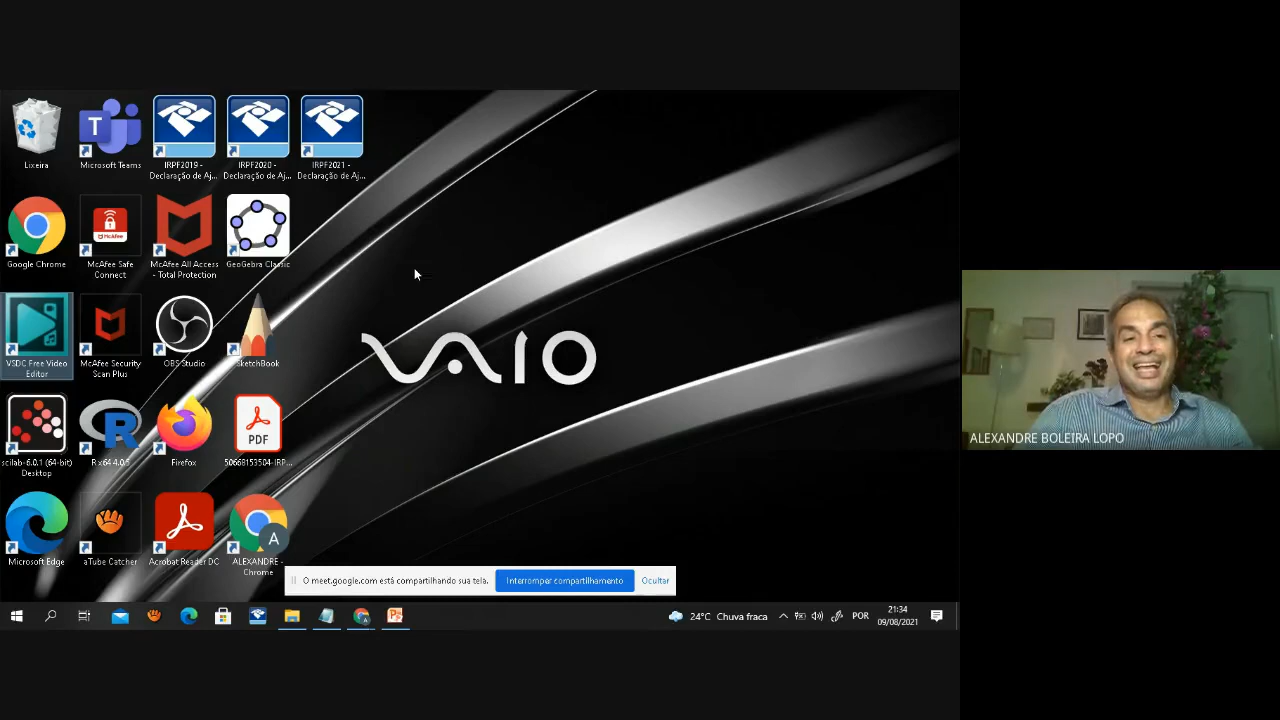 Lixeira
Microsoft Teams
IRPF2019 -
Declaração de Aj...
IRPF2020 -
Declaração de Aj...
IRPF2021 -
Declaração de Aj...
Google Chrome
McAfee Safe
Connect
McAfee All Access
- Total Protection
GeoGebra Classic
VSDC Free Video
Editor
McAfee Security
Scan Plus
OBS Studio
SketchBook
scilab-6.0.1 (64-bit)
Desktop
R x64 4.0.5
Firefox
PDF
50668153504-IRP...
Microsoft Edge
aTube Catcher
Acrobat Reader DC
A
ALEXANDRE -
Chrome
VAIO
O meet.google.com está compartilhando sua tela.
Interromper compartilhamento
Ocultar
24°C Chuva fraca
POR
21:34
09/08/2021
ALEXANDRE BOLEIRA LOPO